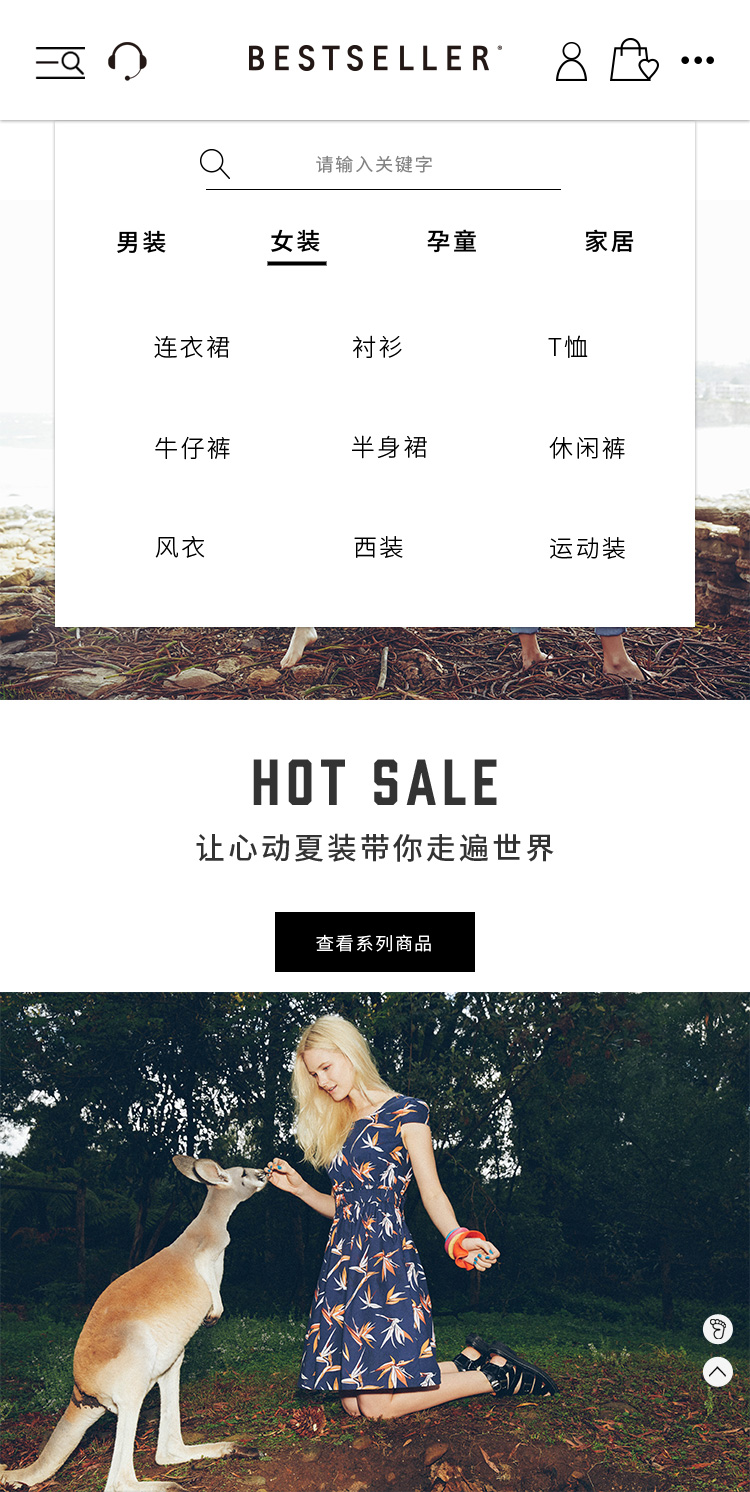 BESTSELLER®
请输入关键字
男装 女装 孕童 家居
连衣裙 衬衫 T恤
牛仔裤 半身裙 休闲裤
风衣 西装 运动装
HOT SALE
让心动夏装带你走遍世界
查看系列商品